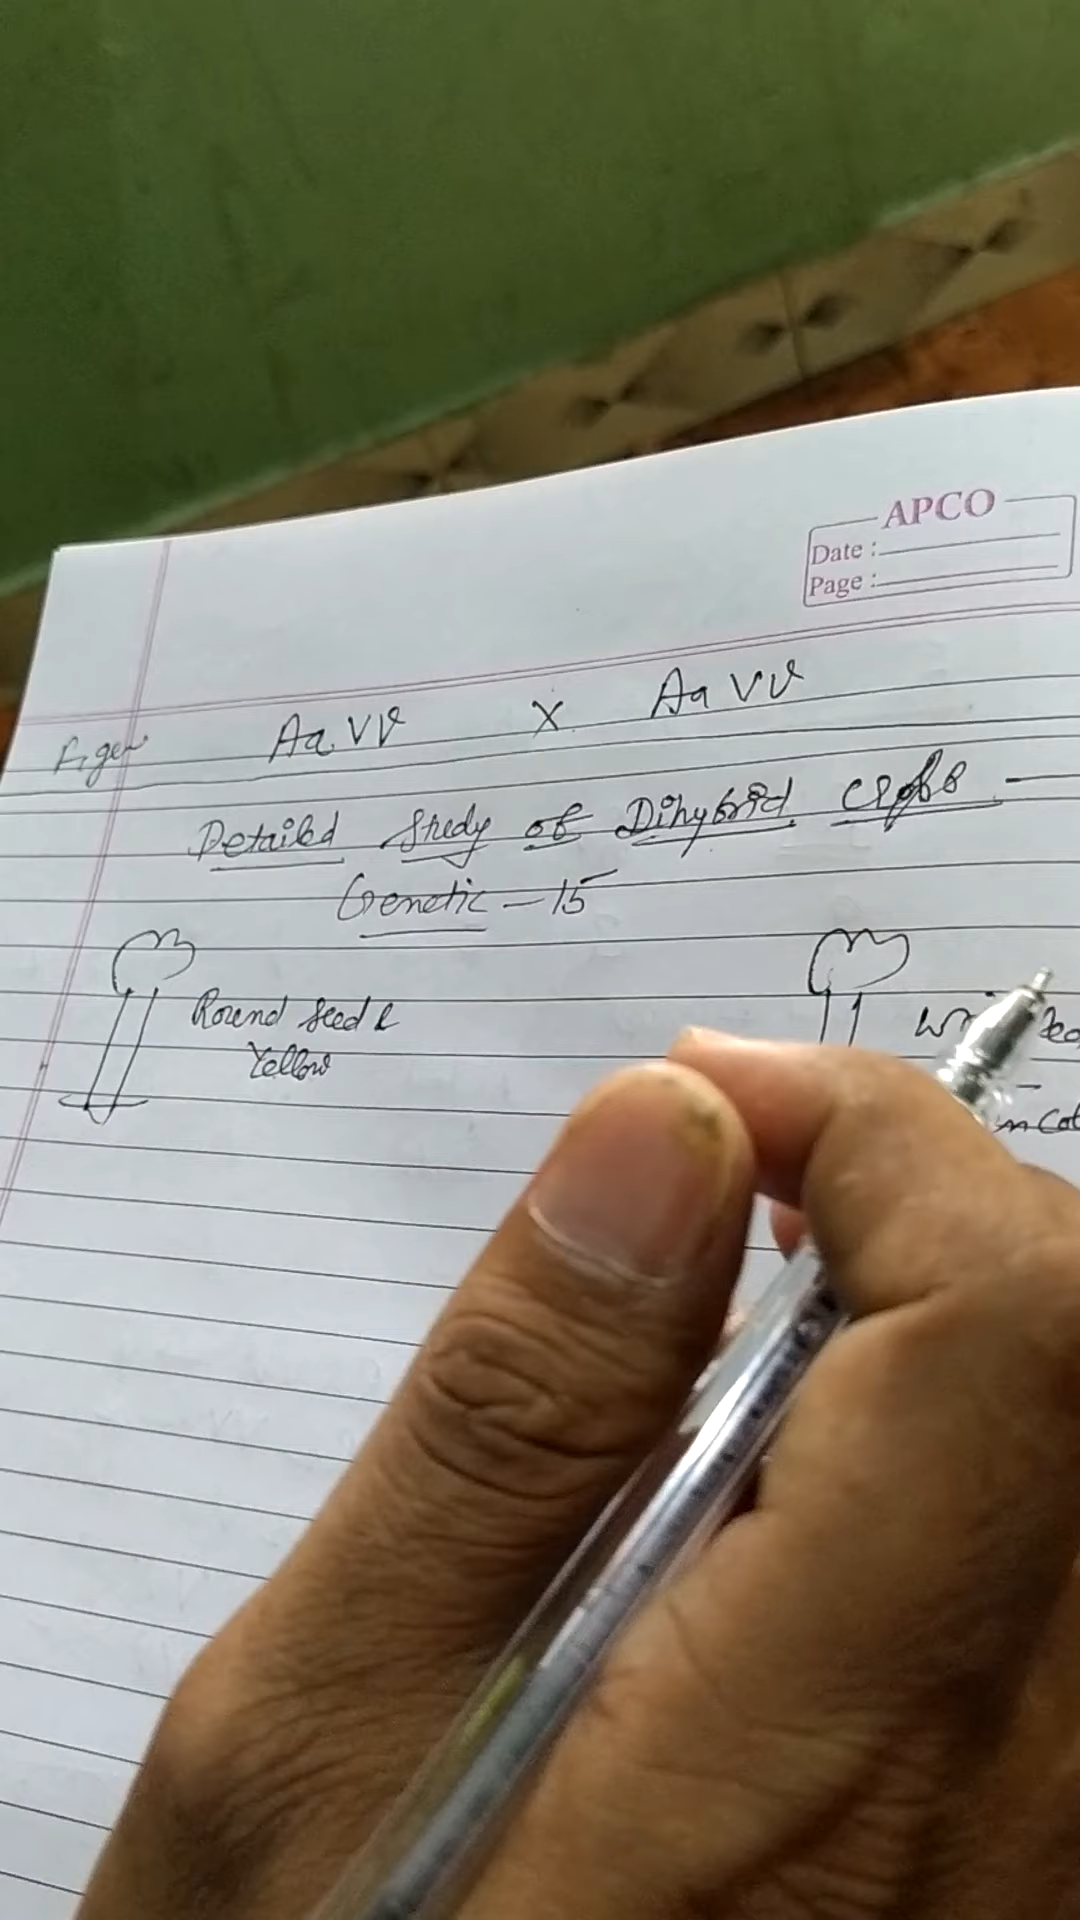 APCO
Date :
Page :
Aa Vv X Aa Vv
Detailed Study of Dihybrid Cross
Genetic - 15
Round Seed &
Yellow